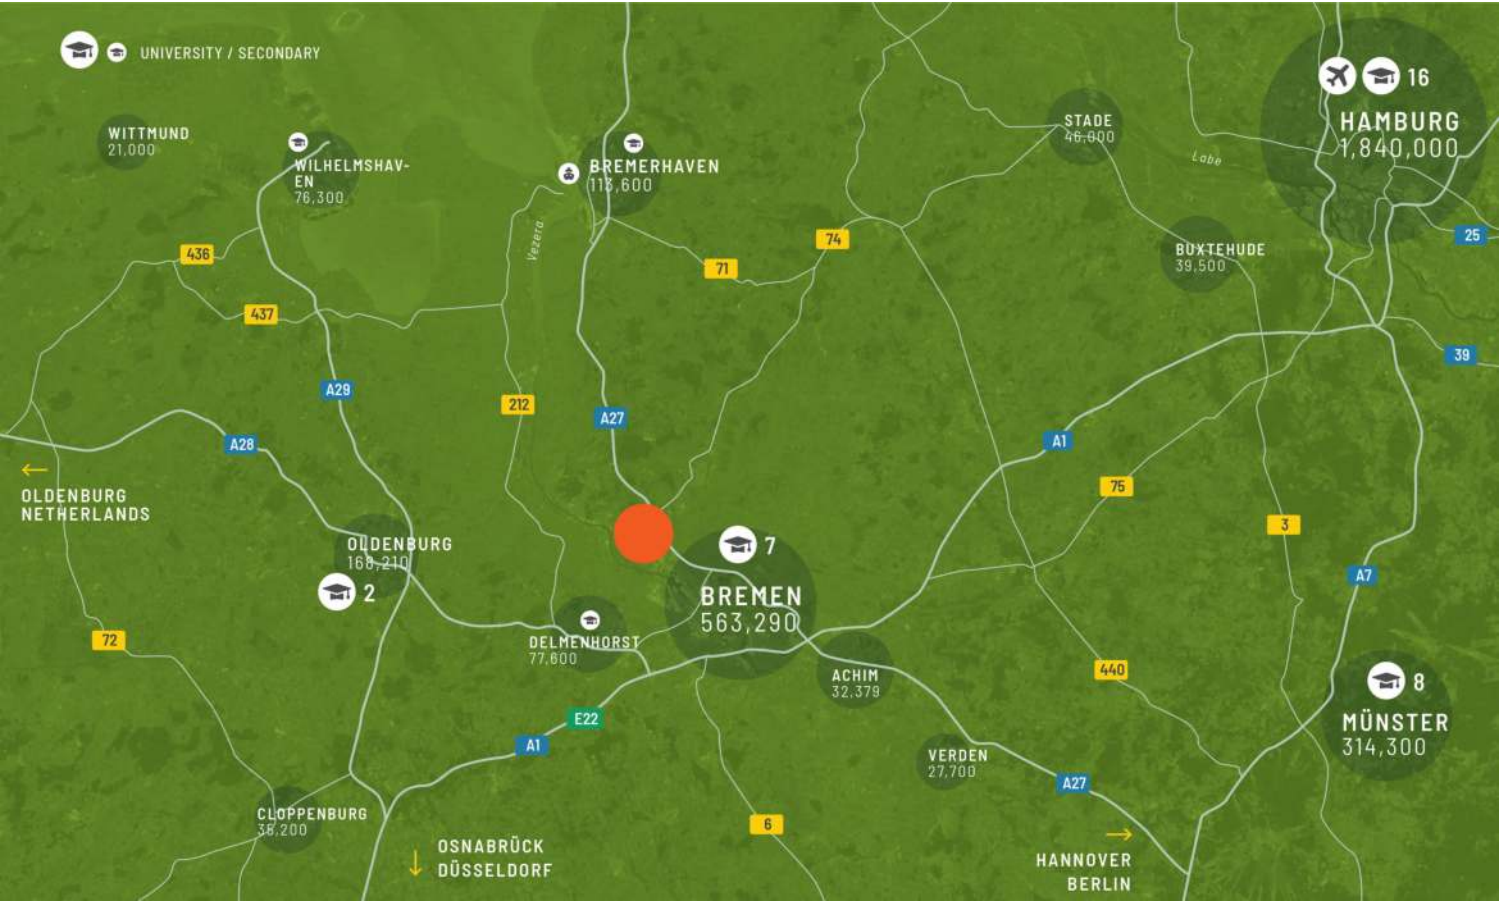 UNIVERSITY / SECONDARY
WITTMUND
21,000
WILHELMSHAV-
EN
76,300
BREMERHAVEN
113,600
STADE
46,000
16
HAMBURG
1,840,000
Labe
Vezera
436
437
71
74
BUXTEHUDE
39,500
25
39
A29
A28
212
A27
A1
75
3
A7
OLDENBURG
NETHERLANDS
OLDENBURG
168,210
2
7
BREMEN
563,290
72
DELMENHORST
77,600
ACHIM
32,379
440
8
MÜNSTER
314,300
E22
A1
VERDEN
27,700
A27
CLOPPENBURG
35,200
6
OSNABRÜCK
DÜSSELDORF
HANNOVER
BERLIN